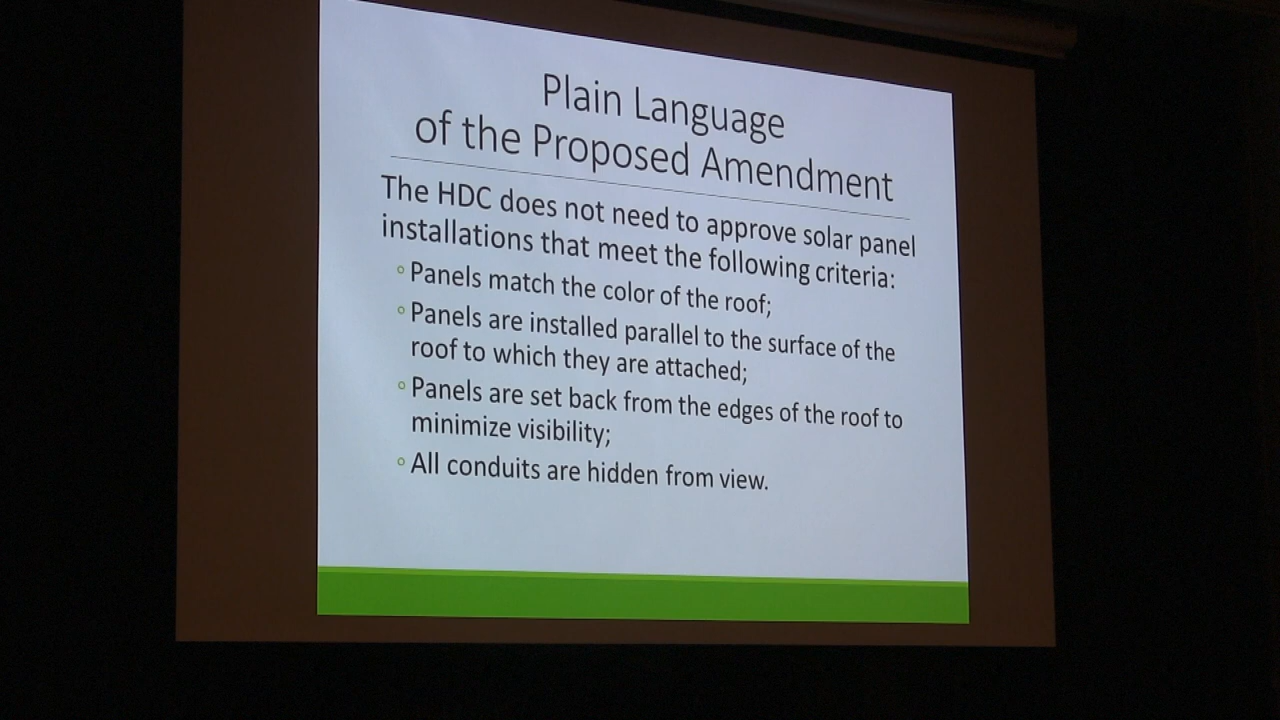 Plain Language
of the Proposed Amendment
The HDC does not need to approve solar panel
installations that meet the following criteria:
◦ Panels match the color of the roof;
◦ Panels are installed parallel to the surface of the
roof to which they are attached;
◦ Panels are set back from the edges of the roof to
minimize visibility;
◦ All conduits are hidden from view.